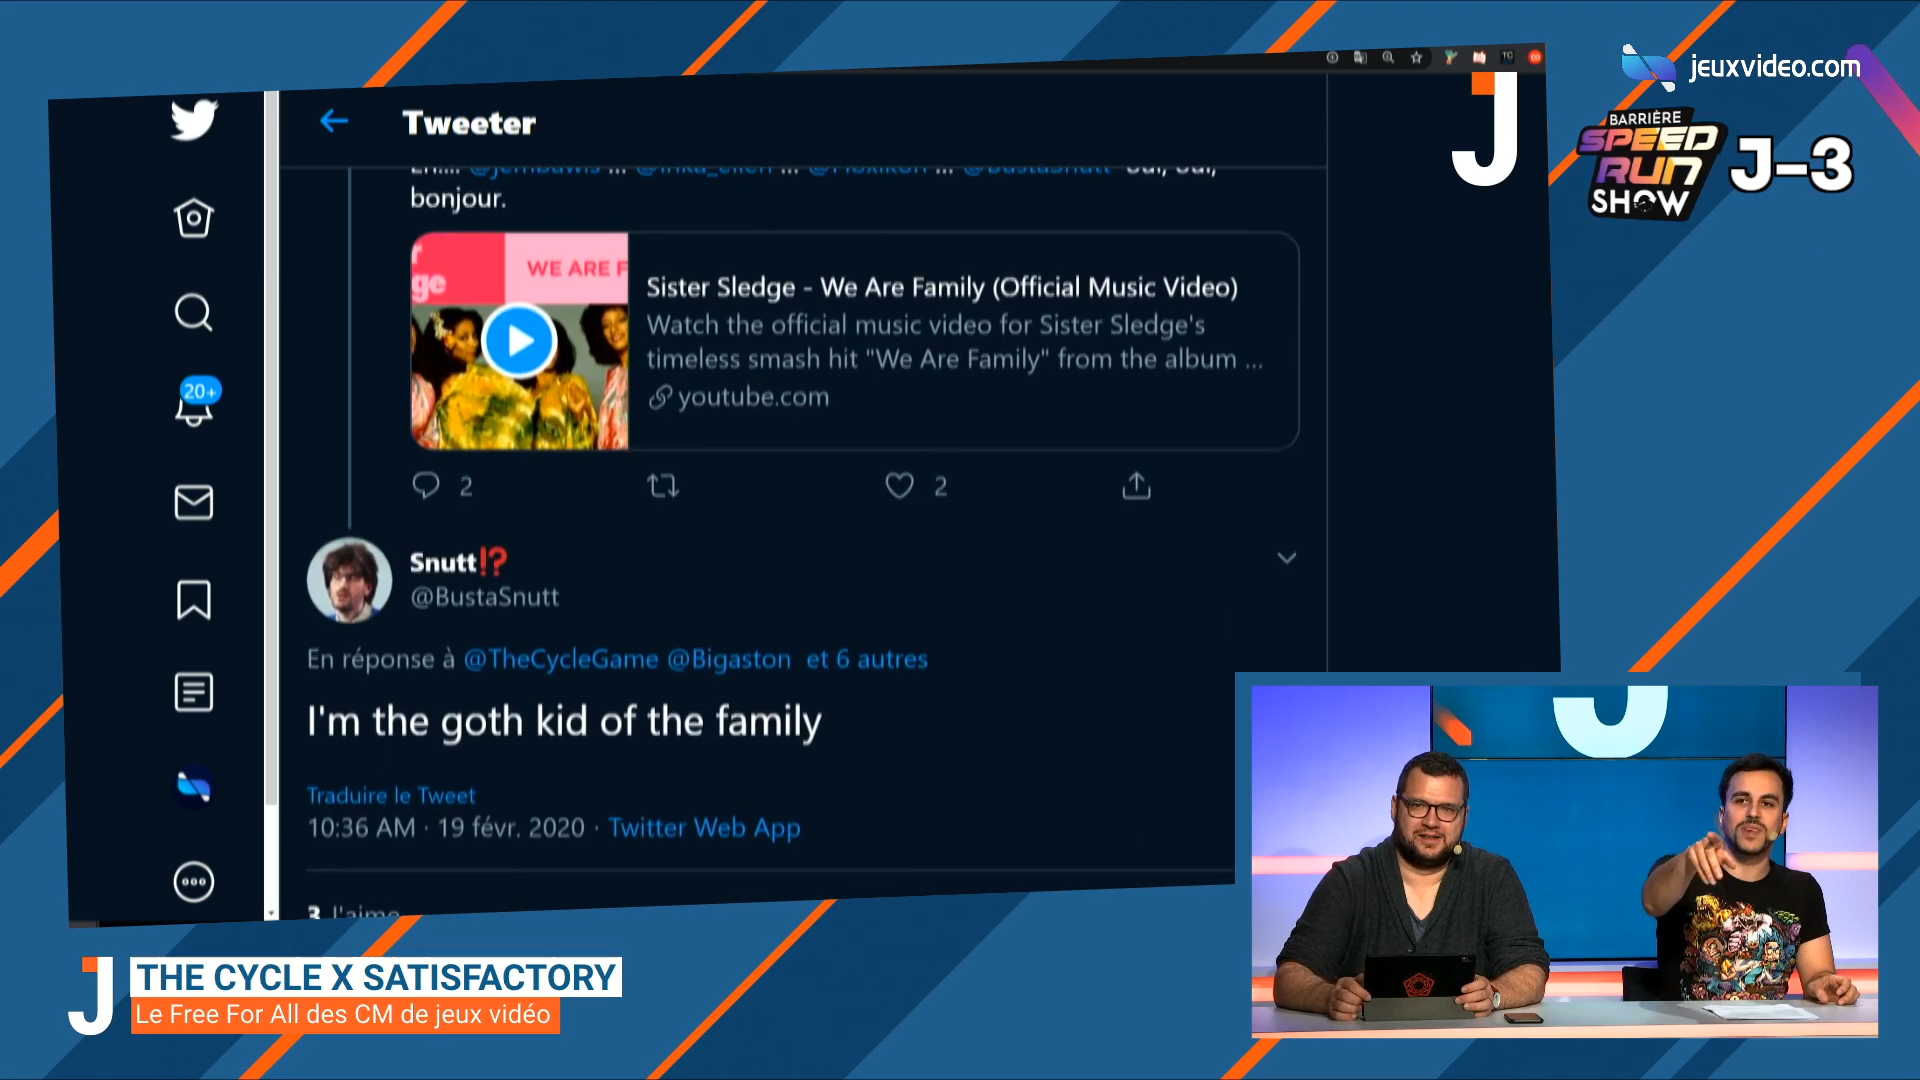 jeuxvideo.com
BARRIÈRE
SPEED
RUN
SHOW
J-3
J
Tweeter
bonjour.
WE ARE F
ge
Sister Sledge - We Are Family (Official Music Video)
Watch the official music video for Sister Sledge's
timeless smash hit "We Are Family" from the album ...
youtube.com
20+
2
2
Snutt⁉
@BustaSnutt
En réponse à @TheCycleGame @Bigaston et 6 autres
I'm the goth kid of the family
Traduire le Tweet
10:36 AM · 19 févr. 2020 · Twitter Web App
3 J'aime
J
THE CYCLE X SATISFACTORY
Le Free For All des CM de jeux vidéo